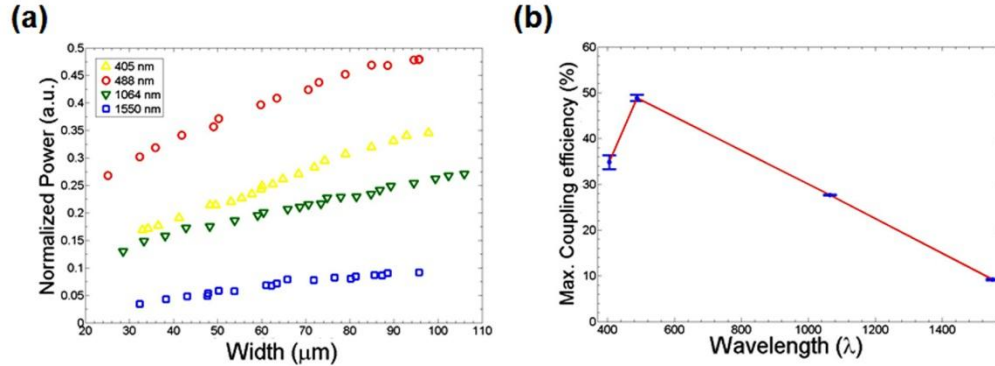 (a)
Normalized Power (a.u.)
0.5
0.45
0.4
0.35
0.3
0.25
0.2
0.15
0.1
0.05
0
405 nm
488 nm
1064 nm
1550 nm
20 30 40 50 60 70 80 90 100 110
Width (μm)
(b)
Max. Coupling efficiency (%)
60
50
40
30
20
10
0
400 600 800 1000 1200 1400
Wavelength (λ)